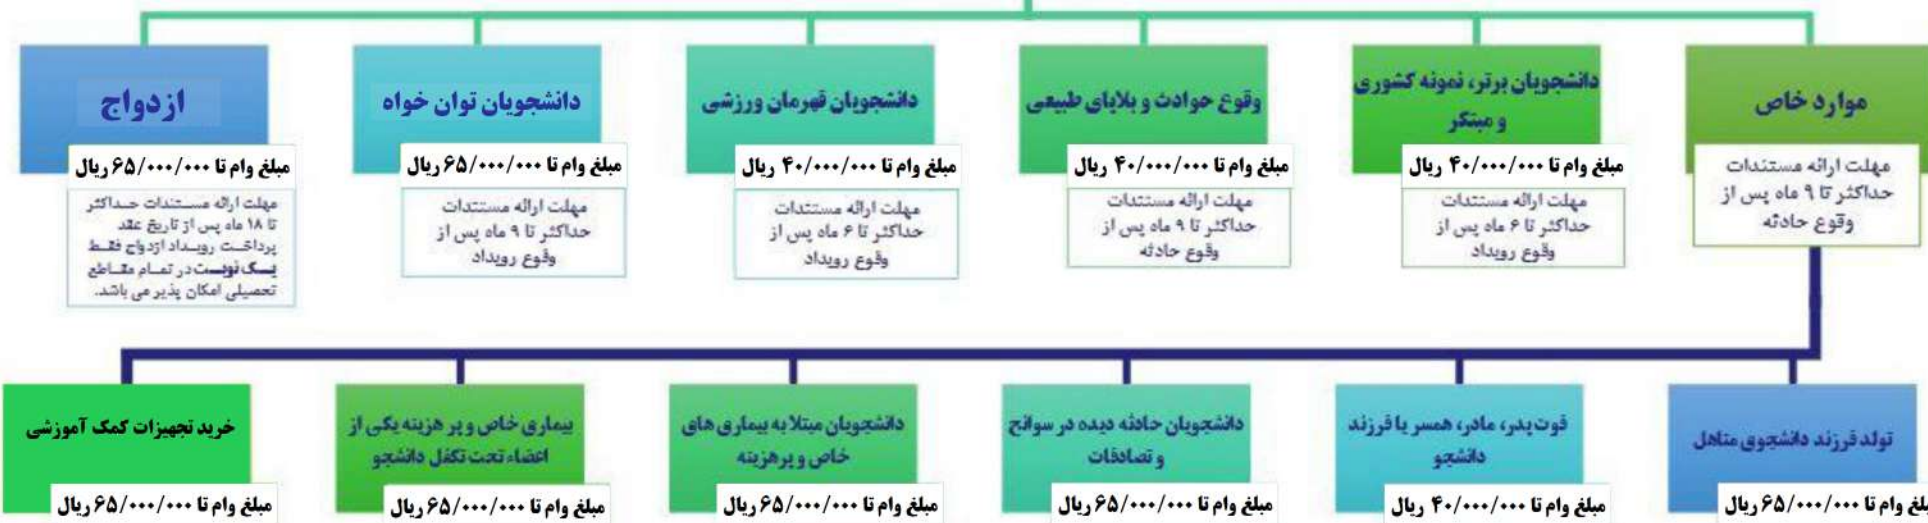 موارد خاص
مهلت ارائه مستندات
حداکثر تا ۹ ماه پس از
وقوع حادثه
دانشجویان برتر، نمونه کشوری
و مبتکر
مبلغ وام تا ۴۰/۰۰۰/۰۰۰ ریال
مهلت ارائه مستندات
حداکثر تا ۶ ماه پس از
وقوع رویداد
وقوع حوادث و بلایای طبیعی
مبلغ وام تا ۴۰/۰۰۰/۰۰۰ ریال
مهلت ارائه مستندات
حداکثر تا ۹ ماه پس از
وقوع حادثه
دانشجویان قهرمان ورزشی
مبلغ وام تا ۴۰/۰۰۰/۰۰۰ ریال
مهلت ارائه مستندات
حداکثر تا ۶ ماه پس از
وقوع رویداد
دانشجویان توان خواه
مبلغ وام تا ۶۵/۰۰۰/۰۰۰ ریال
مهلت ارائه مستندات
حداکثر تا ۹ ماه پس از
وقوع رویداد
ازدواج
مبلغ وام تا ۶۵/۰۰۰/۰۰۰ ریال
مهلت ارائه مستندات حداکثر
تا ۱۸ ماه پس از تاریخ عقد
پرداخت رویداد ازدواج فقط
یک نوبت در تمام مقاطع
تحصیلی امکان پذیر می باشد.
تولد فرزند دانشجوی متاهل
مبلغ وام تا ۶۵/۰۰۰/۰۰۰ ریال
فوت پدر، مادر، همسر یا فرزند
دانشجو
مبلغ وام تا ۴۰/۰۰۰/۰۰۰ ریال
دانشجویان حادثه دیده در سوانح
و تصادفات
مبلغ وام تا ۶۵/۰۰۰/۰۰۰ ریال
دانشجویان مبتلا به بیماری های
خاص و پرهزینه
مبلغ وام تا ۶۵/۰۰۰/۰۰۰ ریال
بیماری خاص و پر هزینه یکی از
اعضاء تحت تکفل دانشجو
مبلغ وام تا ۶۵/۰۰۰/۰۰۰ ریال
خرید تجهیزات کمک آموزشی
مبلغ وام تا ۶۵/۰۰۰/۰۰۰ ریال